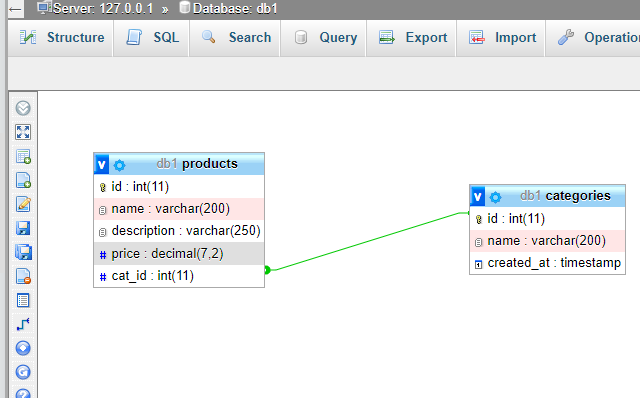 Server: 127.0.0.1 » Database: db1
Structure SQL Search Query Export Import Operation
db1 products
id : int(11)
name : varchar(200)
description : varchar(250)
price : decimal(7,2)
cat_id : int(11)
db1 categories
id : int(11)
name : varchar(200)
created_at : timestamp